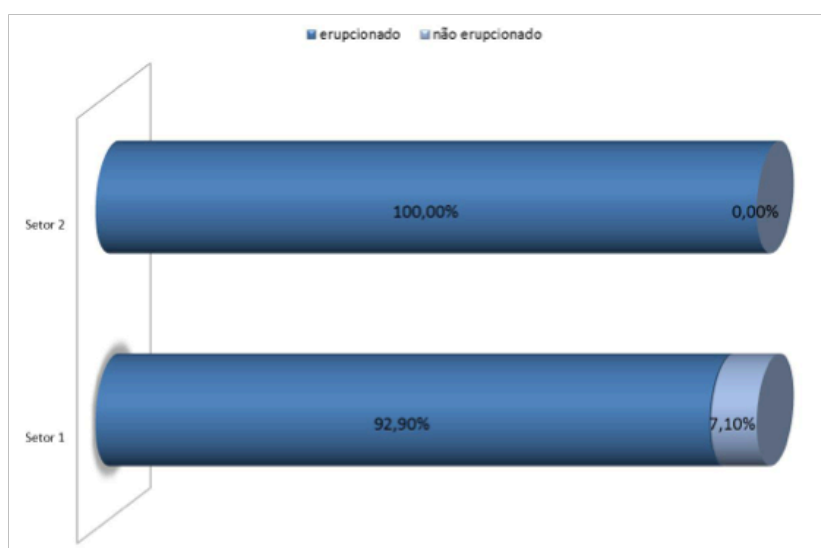 erupcionado não erupcionado
Setor 2
100,00% 0,00%
Setor 1
92,90% 7,10%